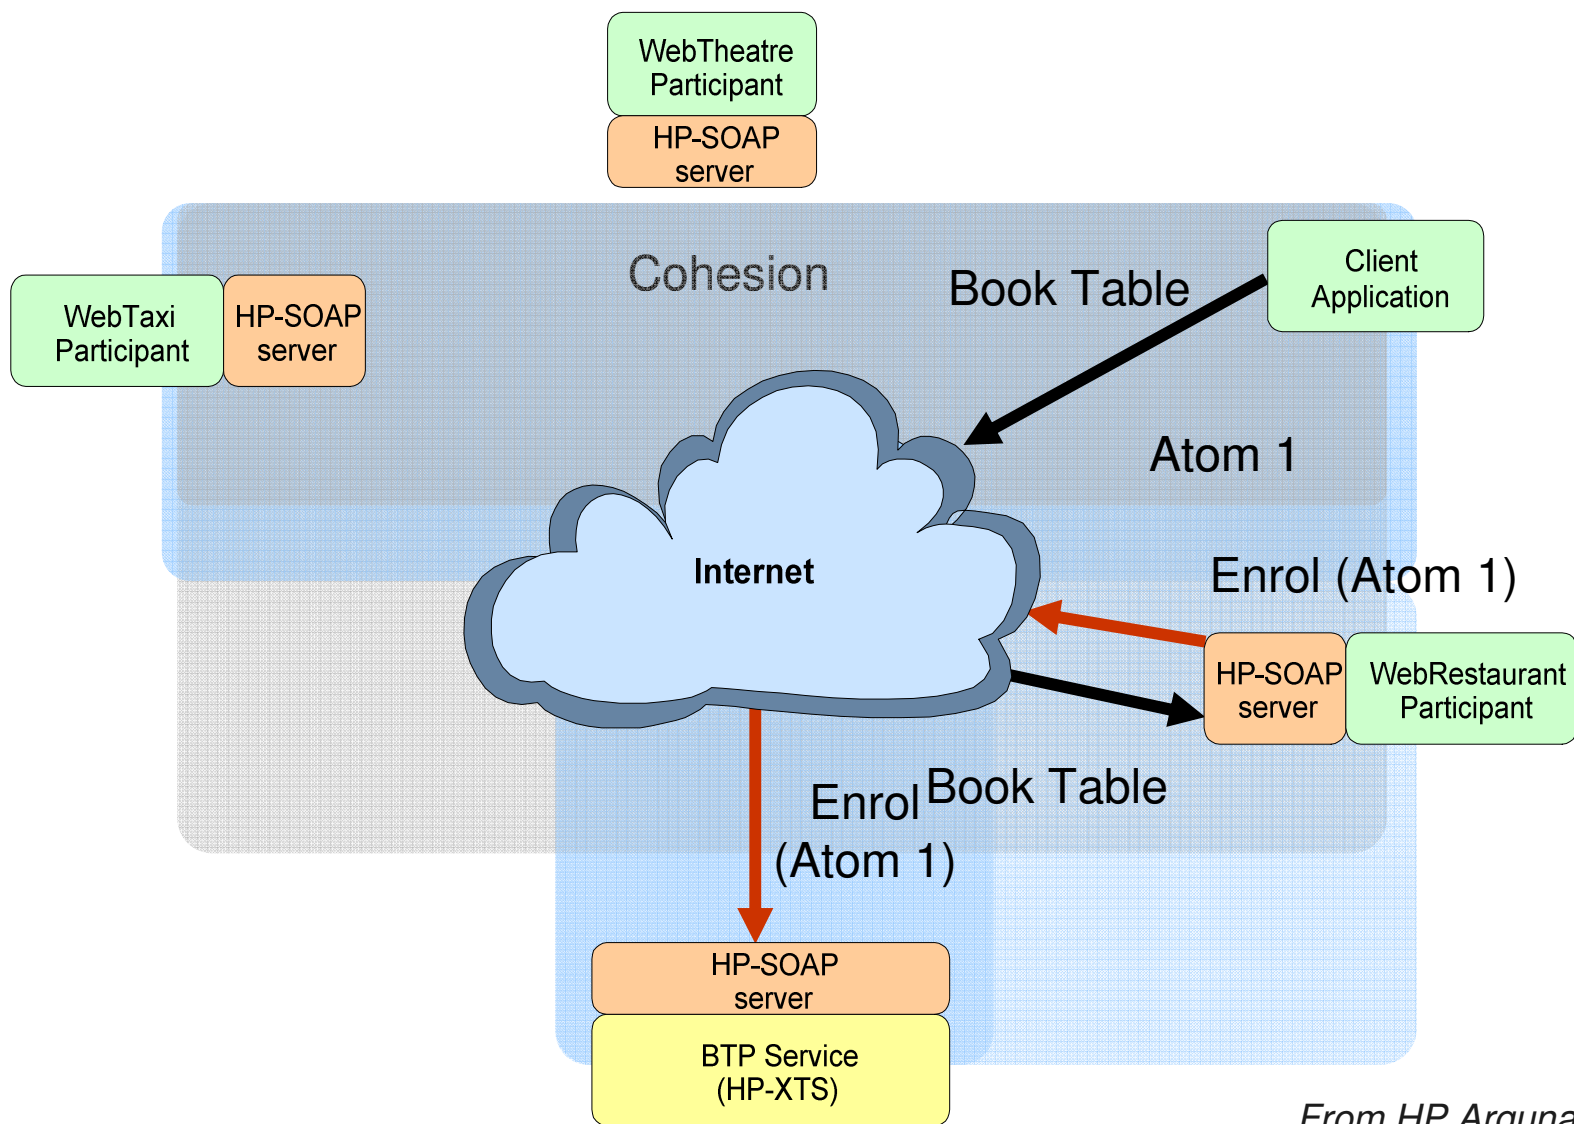 WebTheatre
Participant
HP-SOAP
server
Cohesion
Book Table
Client
Application
WebTaxi
Participant
HP-SOAP
server
Atom 1
Internet
Enrol (Atom 1)
HP-SOAP
server
WebRestaurant
Participant
Book Table
Enrol
(Atom 1)
HP-SOAP
server
BTP Service
(HP-XTS)
From HP Arjuna